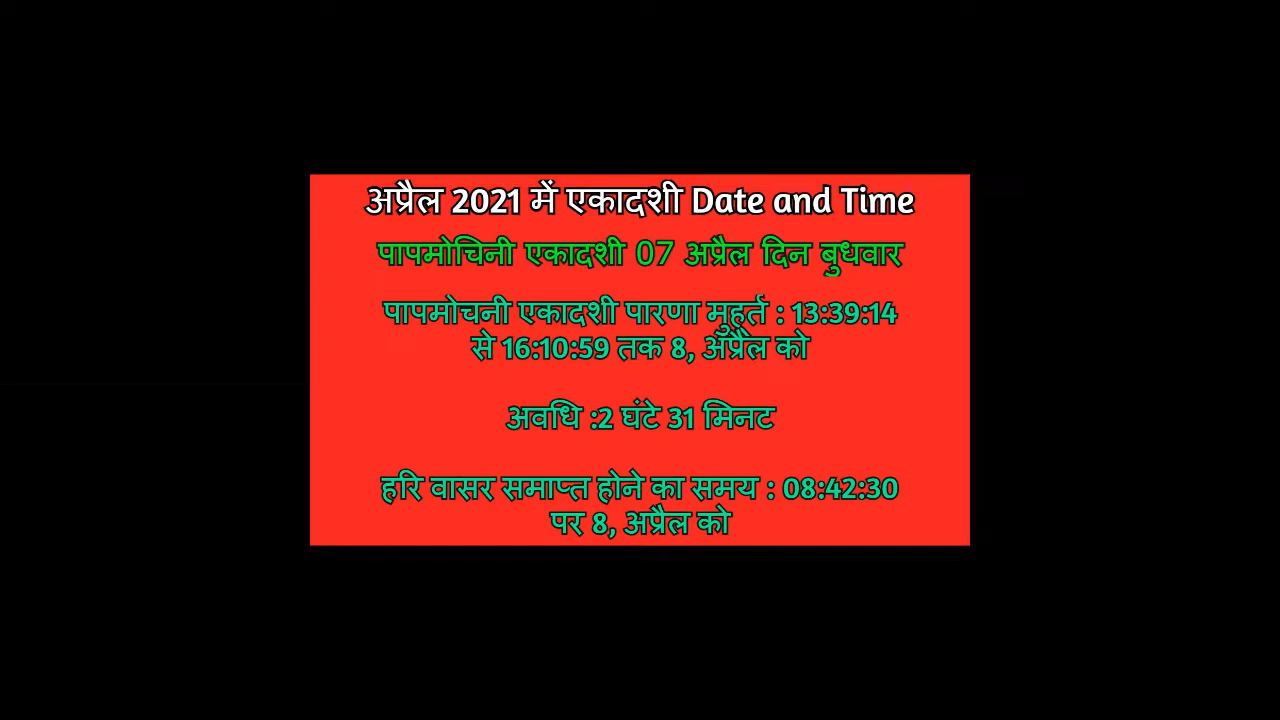 अप्रैल 2021 में एकादशी Date and Time
पापमोचिनी एकादशी 07 अप्रैल दिन बुधवार
पापमोचनी एकादशी पारणा मुहूर्त : 13:39:14
से 16:10:59 तक 8, अप्रैल को
अवधि :2 घंटे 31 मिनट
हरि वासर समाप्त होने का समय : 08:42:30
पर 8, अप्रैल को